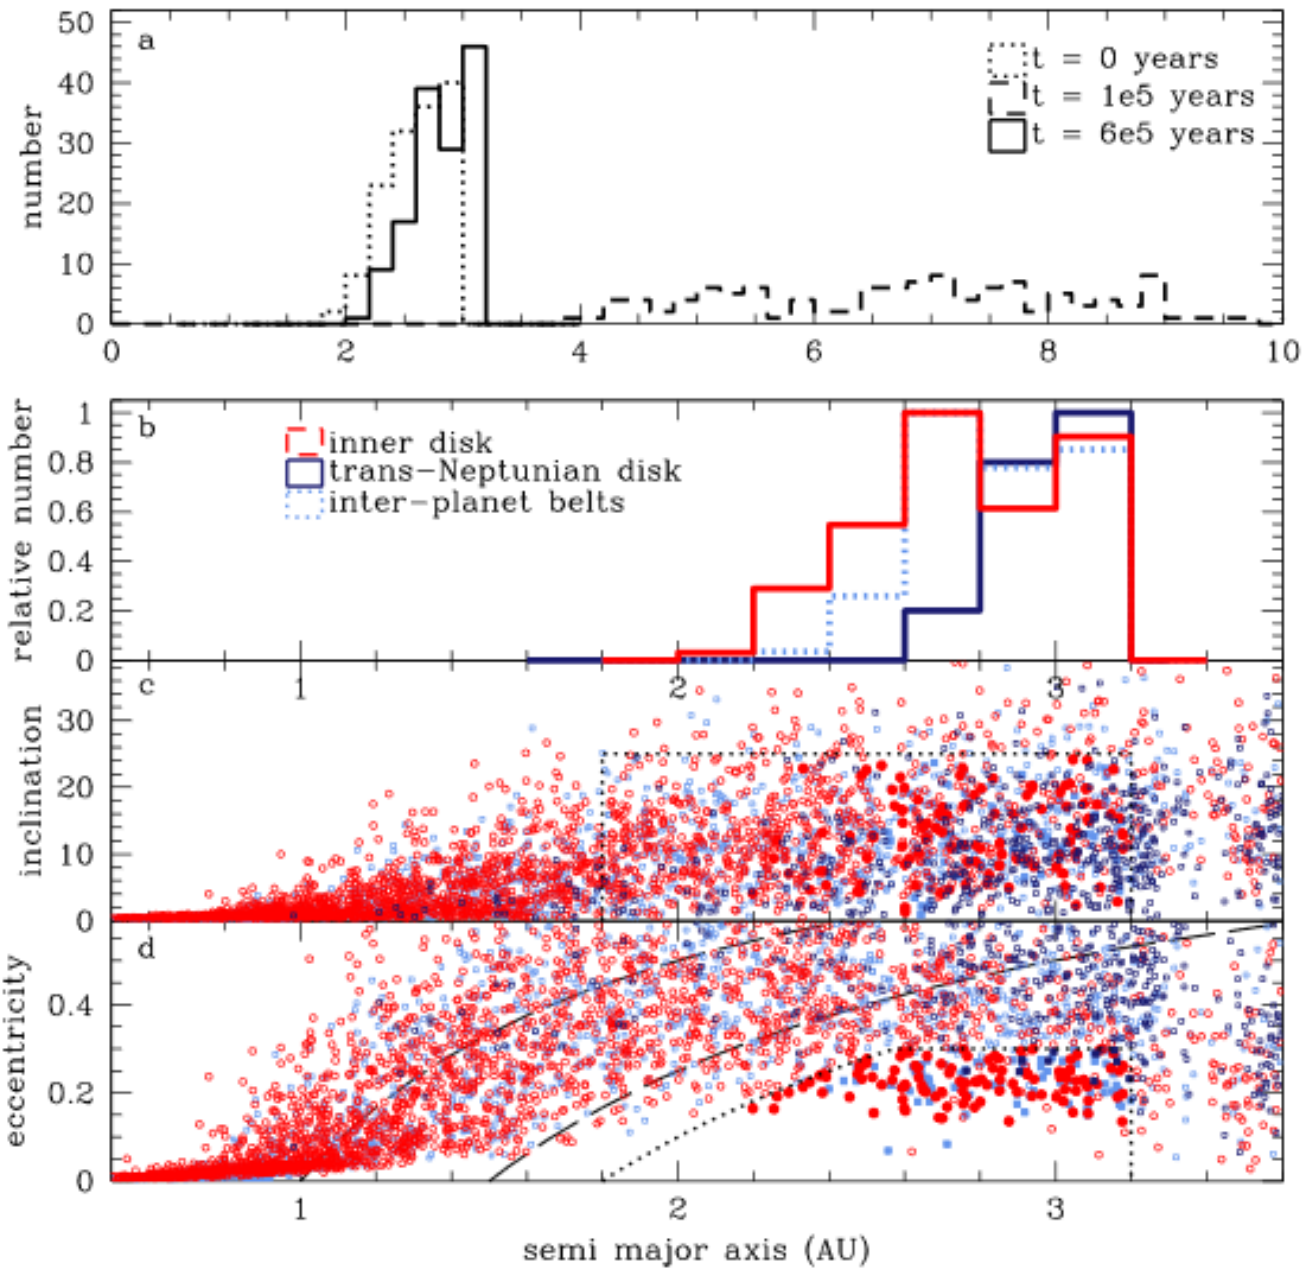 a
t = 0 years
t = 1e5 years
t = 6e5 years
number
50
40
30
20
10
0
0 2 4 6 8 10
b
inner disk
trans-Neptunian disk
inter-planet belts
relative number
1
0.8
0.6
0.4
0.2
0
c
1 2 3
inclination
30
20
10
0
d
eccentricity
0.4
0.2
0
1 2 3
semi major axis (AU)